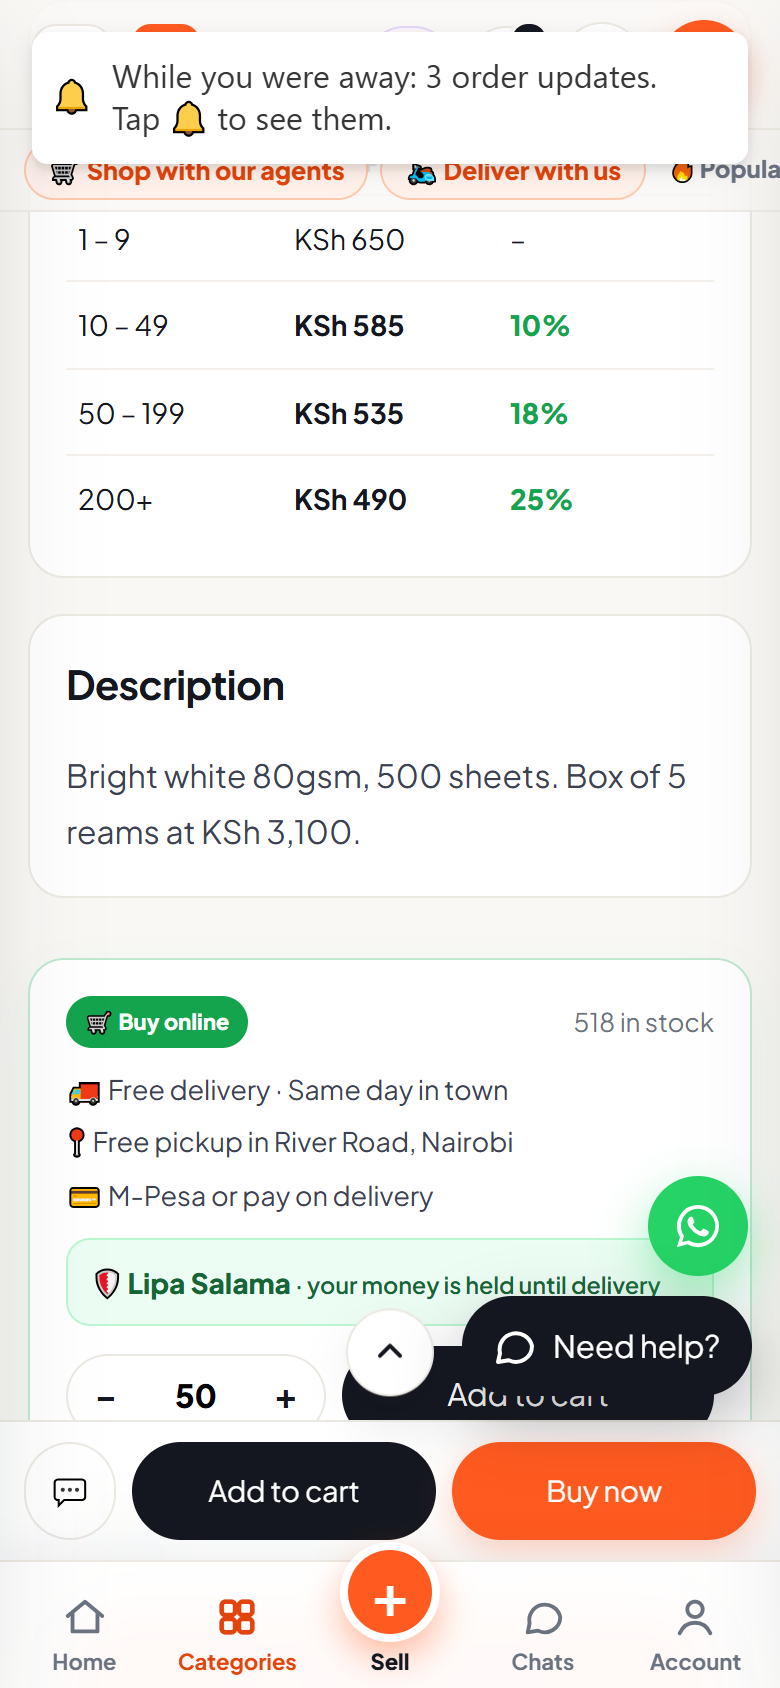 While you were away: 3 order updates.
Tap 🔔 to see them.
Shop with our agents
Deliver with us
Popula
1 – 9 KSh 650 –
10 – 49 KSh 585 10%
50 – 199 KSh 535 18%
200+ KSh 490 25%
Description
Bright white 80gsm, 500 sheets. Box of 5
reams at KSh 3,100.
Buy online
518 in stock
Free delivery · Same day in town
Free pickup in River Road, Nairobi
M-Pesa or pay on delivery
Lipa Salama · your money is held until delivery
Need help?
– 50 +
Add to cart
Add to cart
Buy now
Home
Categories
Sell
Chats
Account